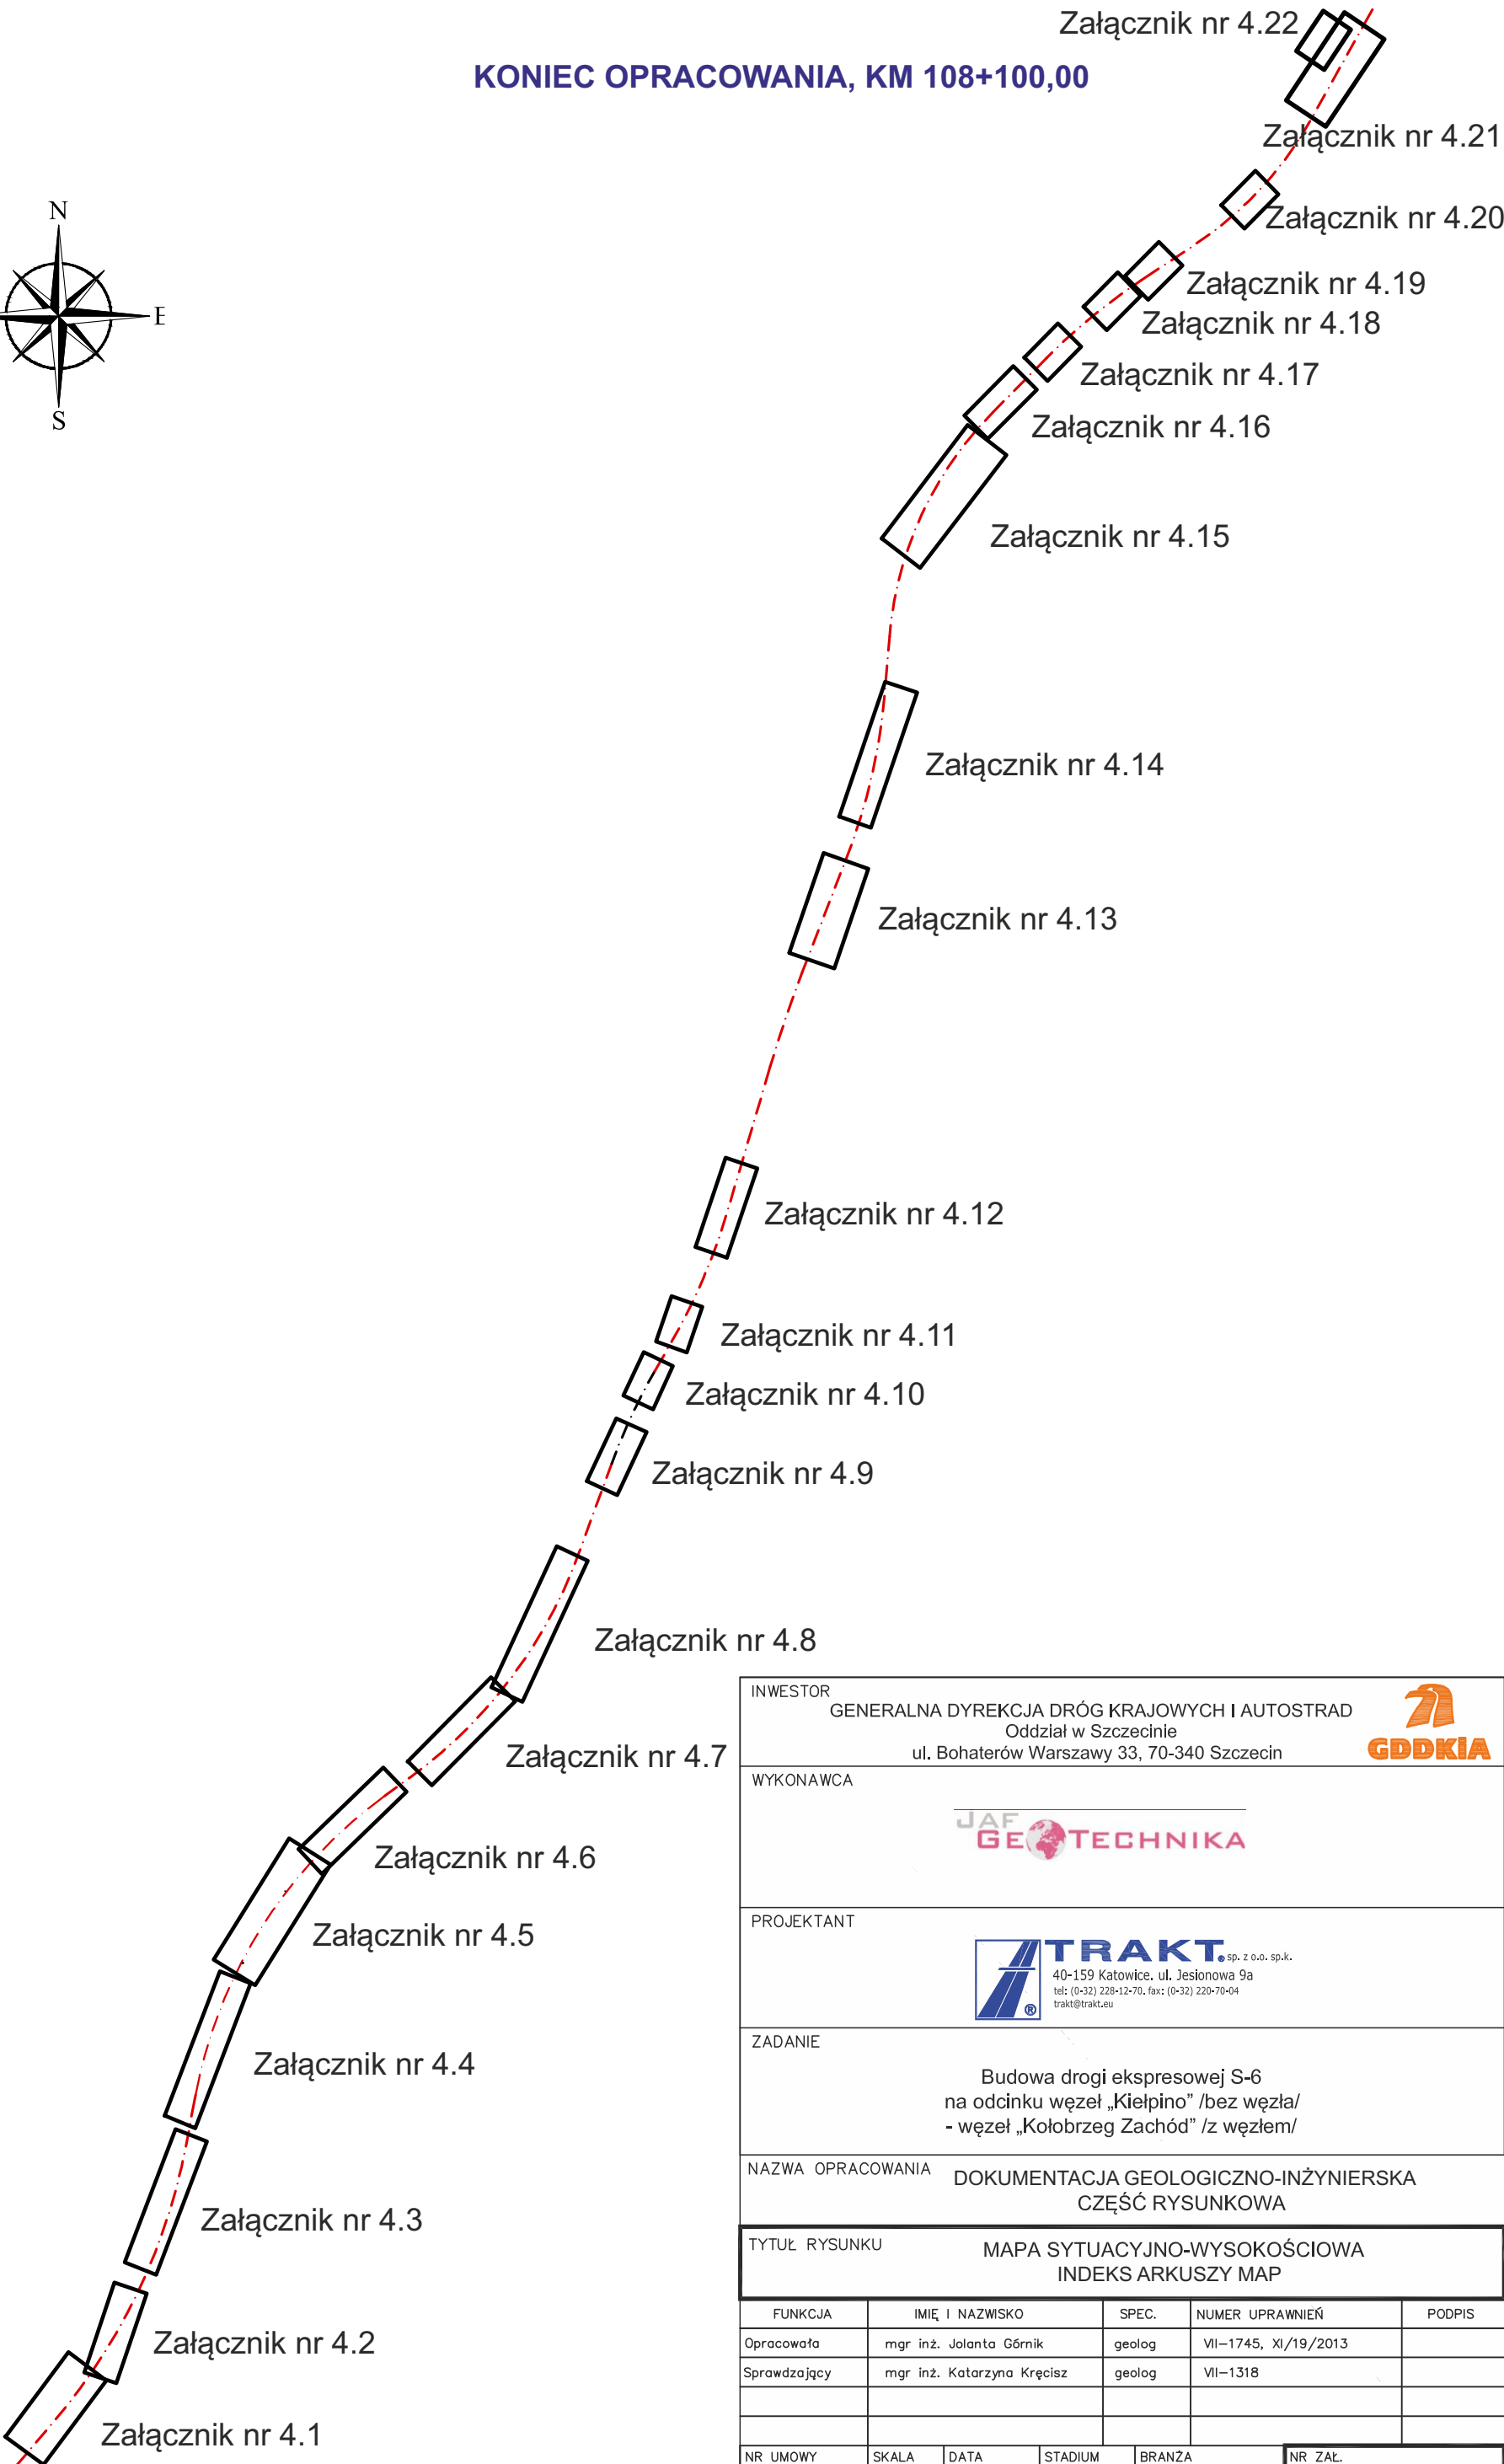 Załącznik nr 4.22
KONIEC OPRACOWANIA, KM 108+100,00
Załącznik nr 4.21
N
Załącznik nr 4.20
Załącznik nr 4.19
E
Załącznik nr 4.18
Załącznik nr 4.17
S
Załącznik nr 4.16
Załącznik nr 4.15
Załącznik nr 4.14
Załącznik nr 4.13
Załącznik nr 4.12
Załącznik nr 4.11
Załącznik nr 4.10
Załącznik nr 4.9
Załącznik nr 4.8
Załącznik nr 4.7
Załącznik nr 4.6
Załącznik nr 4.5
Załącznik nr 4.4
Załącznik nr 4.3
Załącznik nr 4.2
Załącznik nr 4.1
INWESTOR
GENERALNA DYREKCJA DRÓG KRAJOWYCH I AUTOSTRAD
Oddział w Szczecinie
ul. Bohaterów Warszawy 33, 70-340 Szczecin
GDDKiA
WYKONAWCA
JAF
GEOTECHNIKA
PROJEKTANT
TRAKT® sp. z o.o. sp.k.
40-159 Katowice. ul. Jesionowa 9a
tel: (0-32) 228-12-70. fax: (0-32) 220-70-04
trakt@trakt.eu
®
ZADANIE
Budowa drogi ekspresowej S-6
na odcinku węzeł „Kiełpino” /bez węzła/
- węzeł „Kołobrzeg Zachód” /z węzłem/
NAZWA OPRACOWANIA
DOKUMENTACJA GEOLOGICZNO-INŻYNIERSKA
CZĘŚĆ RYSUNKOWA
TYTUŁ RYSUNKU
MAPA SYTUACYJNO-WYSOKOŚCIOWA
INDEKS ARKUSZY MAP
FUNKCJA IMIĘ I NAZWISKO SPEC. NUMER UPRAWNIEŃ PODPIS
Opracowała mgr inż. Jolanta Górnik geolog VII-1745, XI/19/2013
Sprawdzający mgr inż. Katarzyna Kręcisz geolog VII-1318
NR UMOWY SKALA DATA STADIUM BRANŻA NR ZAŁ.